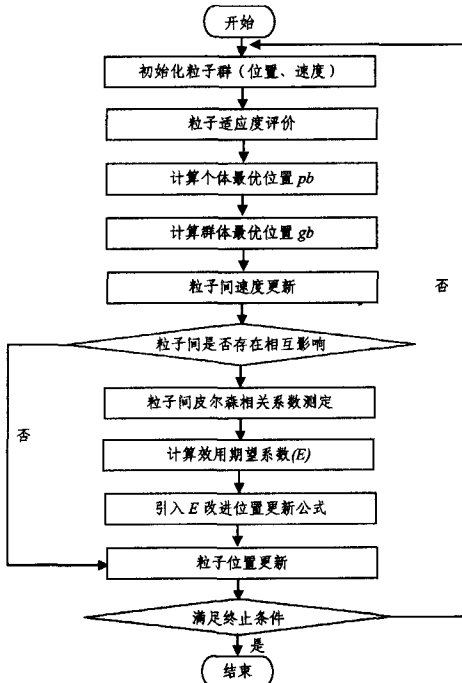 开始
初始化粒子群（位置、速度）
粒子适应度评价
计算个体最优位置 pb
计算群体最优位置 gb
粒子间速度更新
否
粒子间是否存在相互影响
粒子间皮尔森相关系数测定
否
计算效用期望系数(E)
引入 E 改进位置更新公式
粒子位置更新
满足终止条件
是
结束